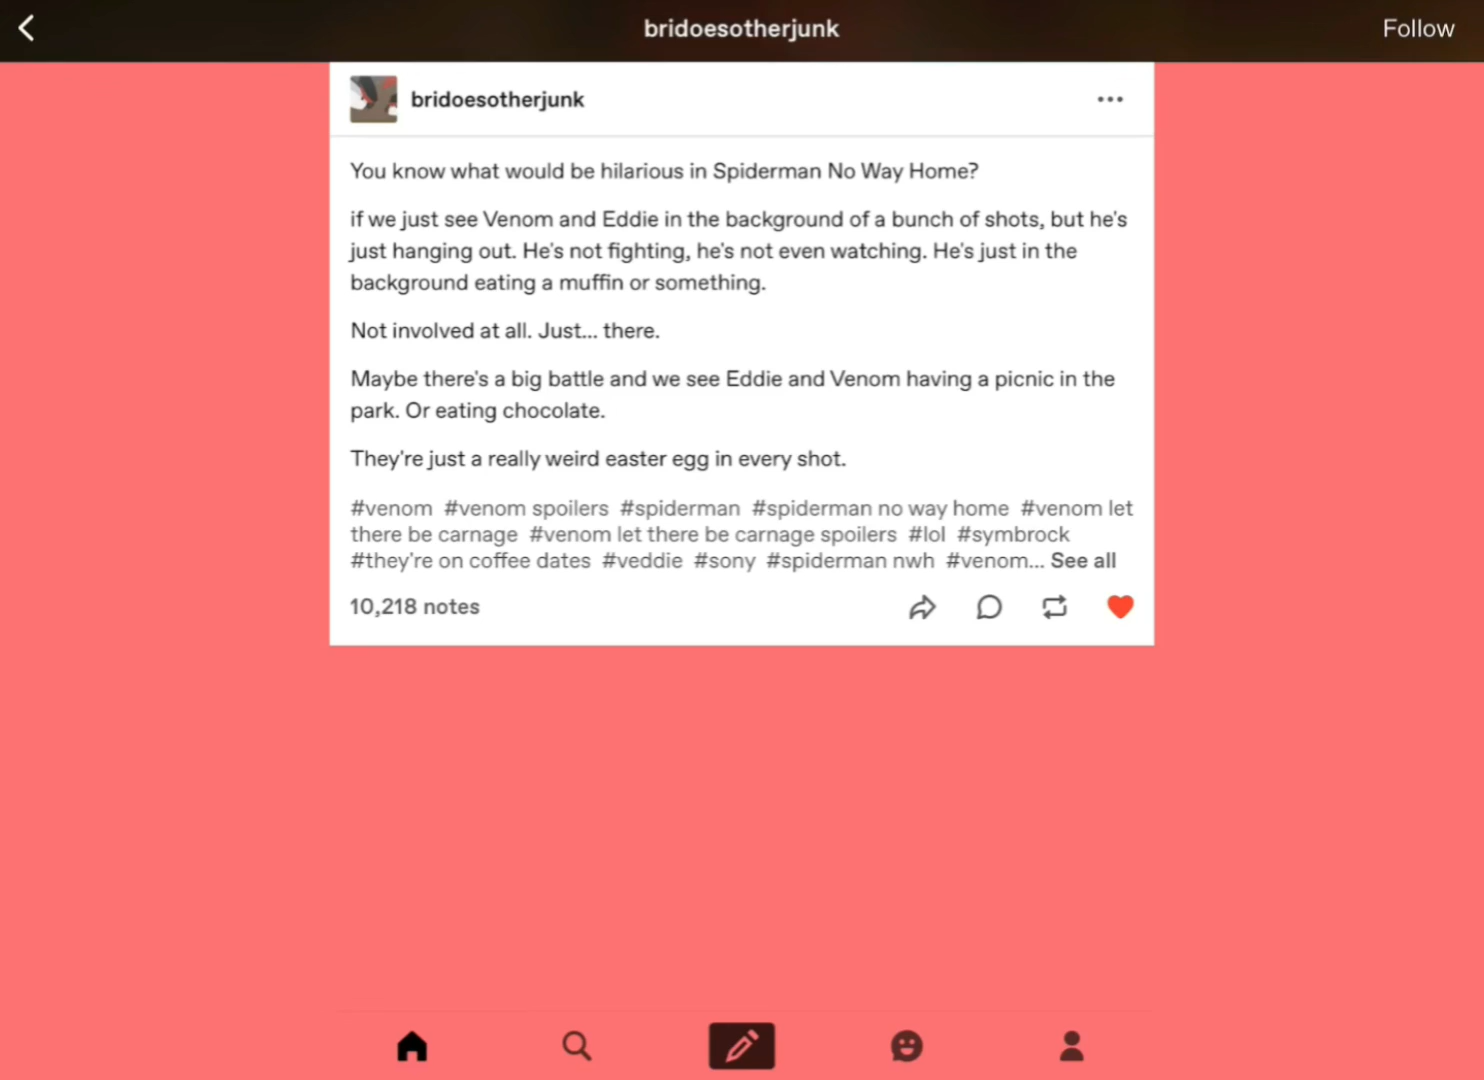 bridoesotherjunk
Follow
bridoesotherjunk
You know what would be hilarious in Spiderman No Way Home?
if we just see Venom and Eddie in the background of a bunch of shots, but he's
just hanging out. He's not fighting, he's not even watching. He's just in the
background eating a muffin or something.
Not involved at all. Just... there.
Maybe there's a big battle and we see Eddie and Venom having a picnic in the
park. Or eating chocolate.
They're just a really weird easter egg in every shot.
#venom #venom spoilers #spiderman #spiderman no way home #venom let
there be carnage #venom let there be carnage spoilers #lol #symbrock
#they're on coffee dates #veddie #sony #spiderman nwh #venom... See all
10,218 notes